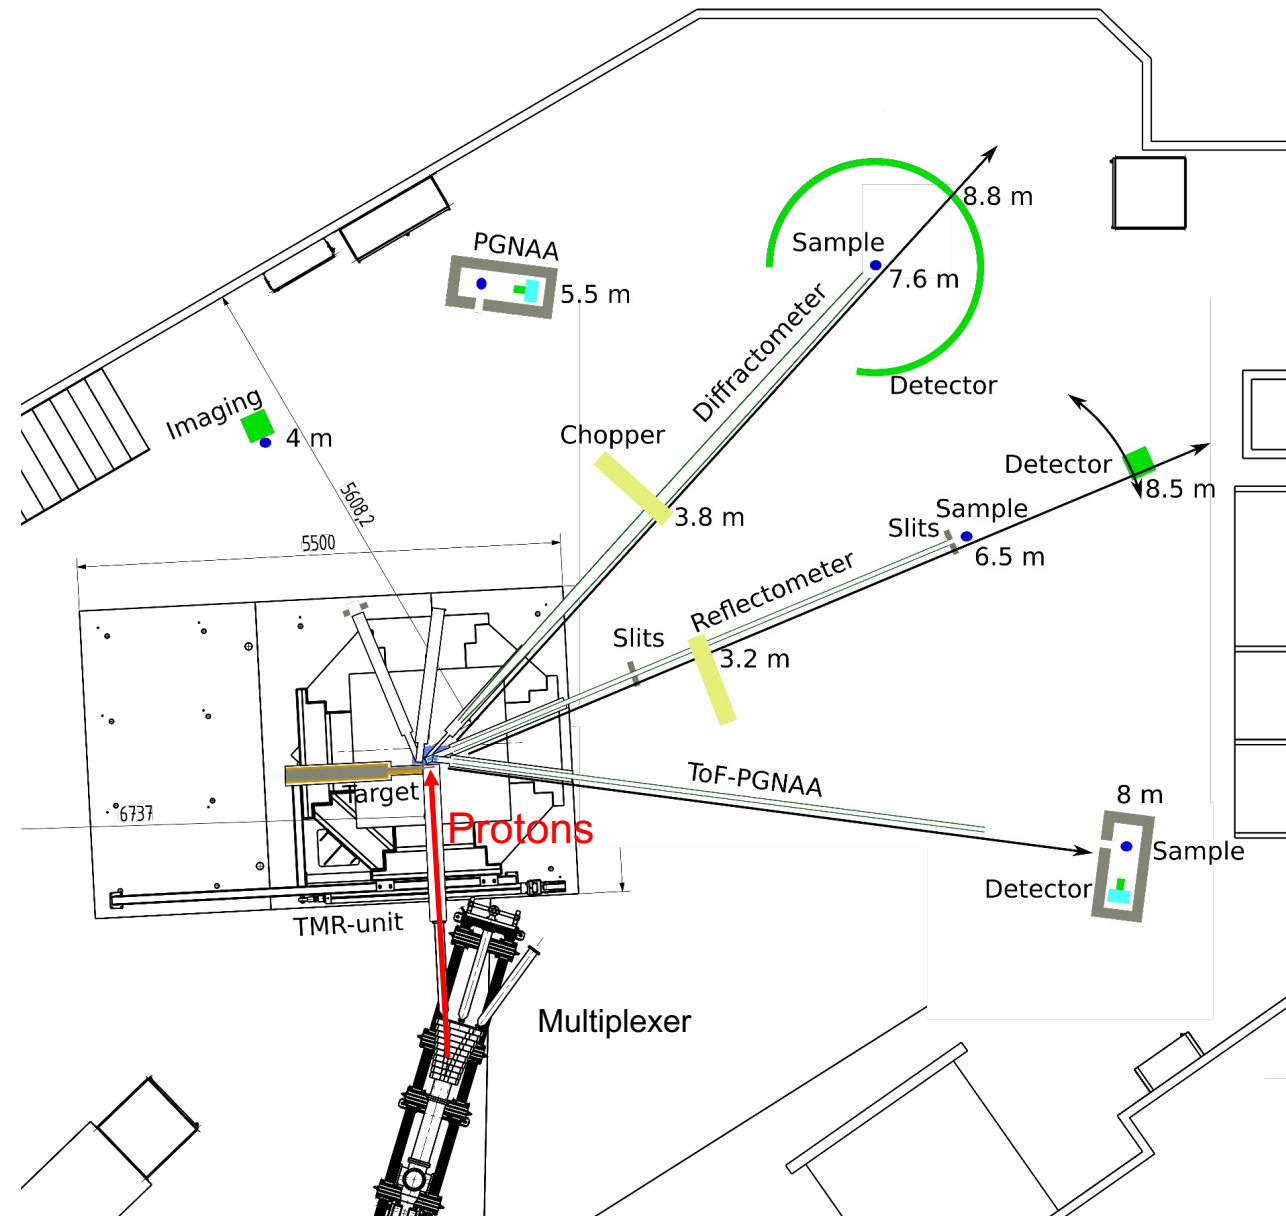 PGNAA
5.5 m
Sample
8.8 m
7.6 m
Diffractometer
Detector
Imaging
4 m
Chopper
3.8 m
5608,2
5500
Detector
8.5 m
Sample
Slits
6.5 m
Reflectometer
Slits
3.2 m
Target
6737
Protons
ToF-PGNAA
8 m
Sample
Detector
TMR-unit
Multiplexer